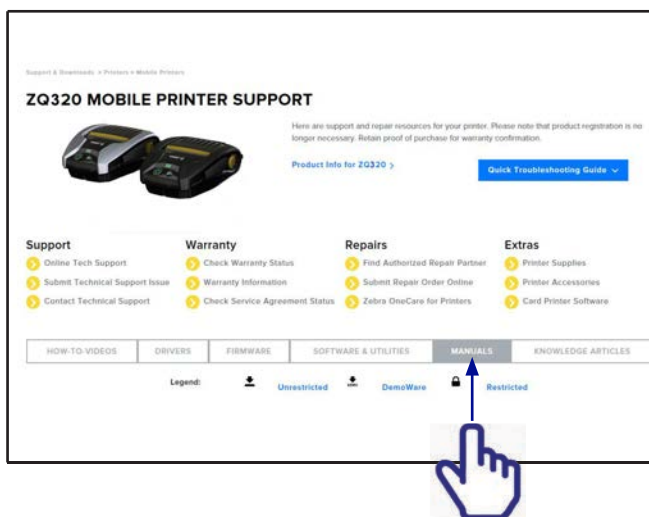 Support & Downloads > Printers > Mobile Printers
ZQ320 MOBILE PRINTER SUPPORT
Here are support and repair resources for your printer. Please note that product registration is no
longer necessary. Retain proof of purchase for warranty confirmation.
Product Info for ZQ320 >
Quick Troubleshooting Guide
Support
Online Tech Support
Submit Technical Support Issue
Contact Technical Support
Warranty
Check Warranty Status
Warranty Information
Check Service Agreement Status
Repairs
Find Authorized Repair Partner
Submit Repair Order Online
Zebra OneCare for Printers
Extras
Printer Supplies
Printer Accessories
Card Printer Software
HOW-TO-VIDEOS DRIVERS FIRMWARE SOFTWARE & UTILITIES MANUALS KNOWLEDGE ARTICLES
Legend: Unrestricted DemoWare Restricted